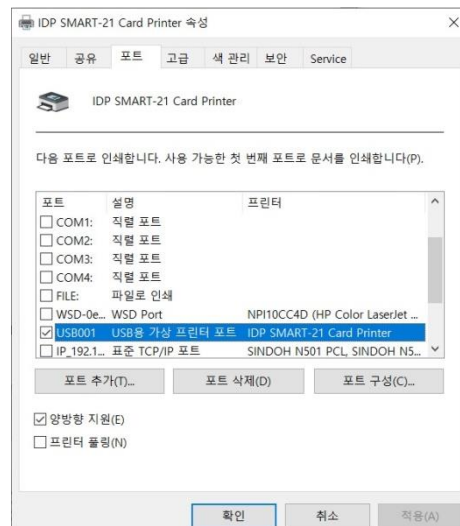 IDP SMART-21 Card Printer 속성
일반 공유 포트 고급 색 관리 보안 Service
IDP SMART-21 Card Printer
다음 포트로 인쇄합니다. 사용 가능한 첫 번째 포트로 문서를 인쇄합니다(P).
포트 설명 프린터
COM1: 직렬 포트
COM2: 직렬 포트
COM3: 직렬 포트
COM4: 직렬 포트
FILE: 파일로 인쇄
WSD-0e... WSD Port NPI10CC4D (HP Color LaserJet ...
USB001 USB용 가상 프린터 포트 IDP SMART-21 Card Printer
IP_192.1... 표준 TCP/IP 포트 SINDOH N501 PCL, SINDOH N5...
포트 추가(T)... 포트 삭제(D) 포트 구성(C)...
양방향 지원(E)
프린터 풀링(N)
확인 취소 적용(A)